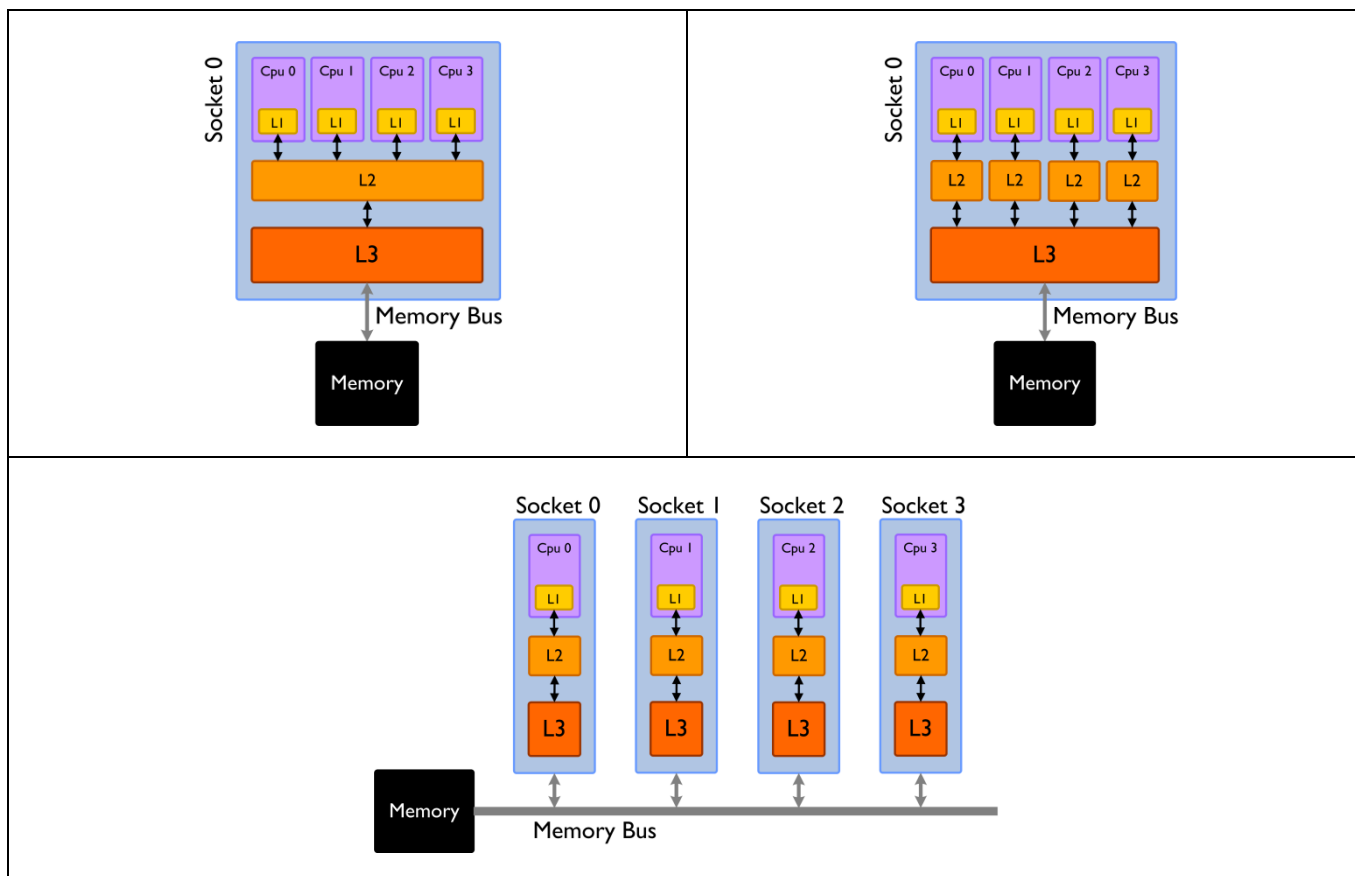 Socket 0
Cpu 0 Cpu 1 Cpu 2 Cpu 3
L1 L1 L1 L1
L2
L3
Memory Bus
Memory
Socket 0
Cpu 0 Cpu 1 Cpu 2 Cpu 3
L1 L1 L1 L1
L2 L2 L2 L2
L3
Memory Bus
Memory
Socket 0 Socket 1 Socket 2 Socket 3
Cpu 0 Cpu 1 Cpu 2 Cpu 3
L1 L1 L1 L1
L2 L2 L2 L2
L3 L3 L3 L3
Memory
Memory Bus